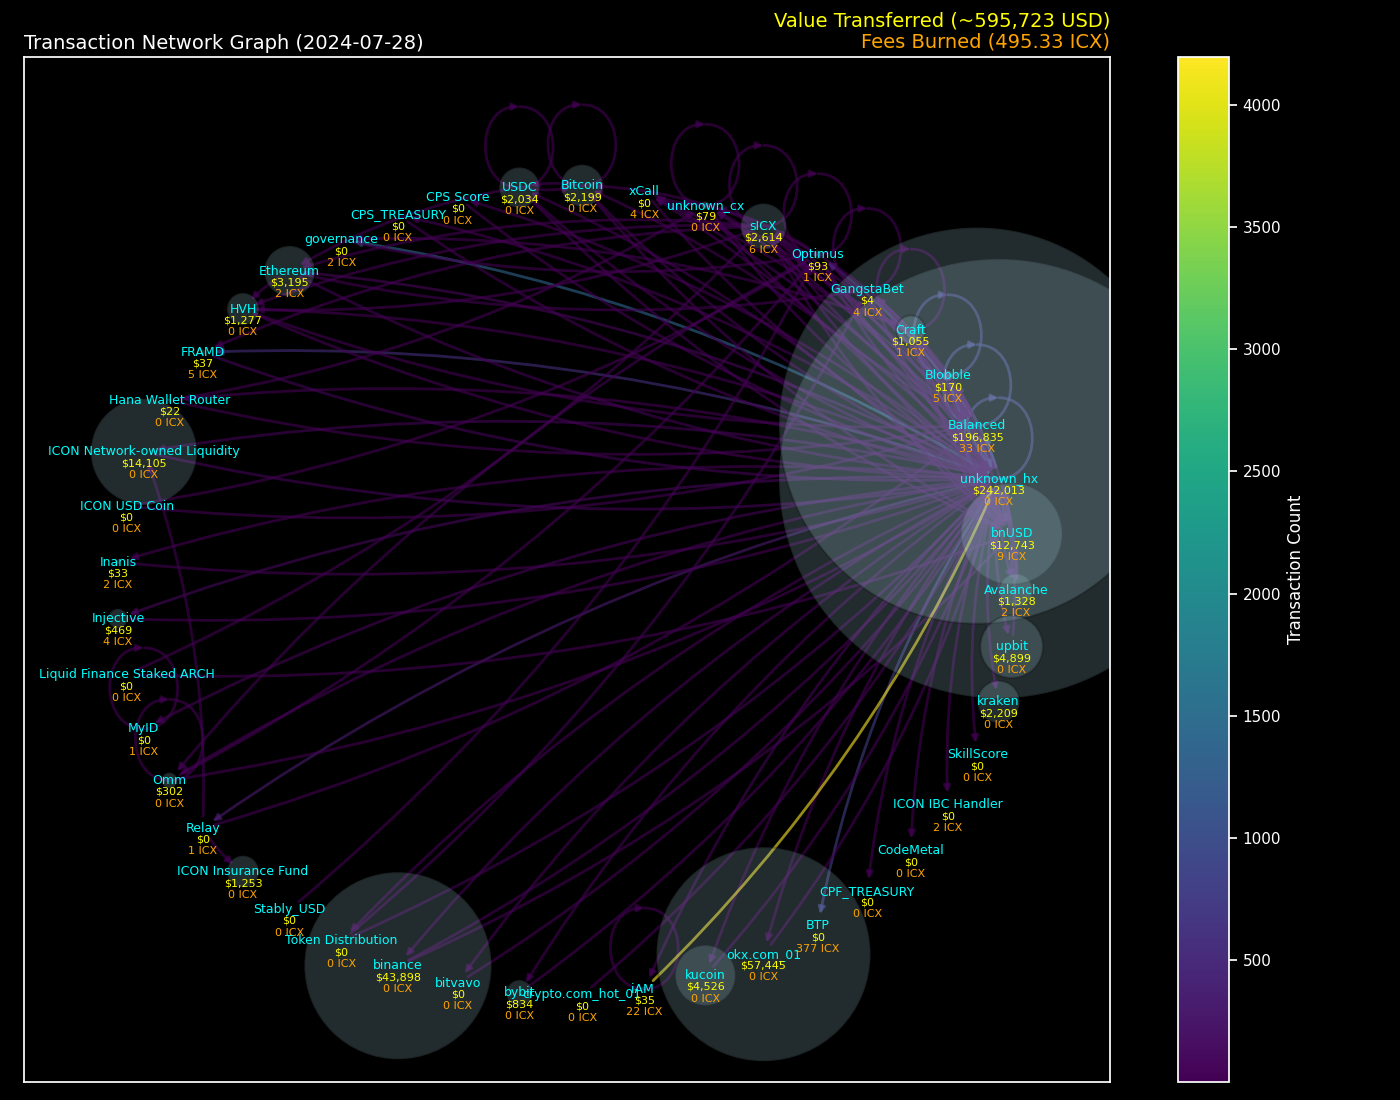 Value Transferred (~595,723 USD)
Transaction Network Graph (2024-07-28)
Fees Burned (495.33 ICX)
USDC
$2,034
0 ICX
Bitcoin
$2,199
0 ICX
xCall
$0
4 ICX
unknown_cx
$79
0 ICX
CPS Score
$0
0 ICX
CPS_TREASURY
$0
0 ICX
governance
$0
2 ICX
sICX
$2,614
6 ICX
Optimus
$93
1 ICX
Ethereum
$3,195
2 ICX
GangstaBet
$4
4 ICX
HVH
$1,277
0 ICX
Craft
$1,055
1 ICX
FRAMD
$37
5 ICX
Blobble
$170
5 ICX
Hana Wallet Router
$22
0 ICX
Balanced
$196,835
33 ICX
ICON Network-owned Liquidity
$14,105
0 ICX
unknown_hx
$242,013
0 ICX
ICON USD Coin
$0
0 ICX
bnUSD
$12,743
9 ICX
Inanis
$33
2 ICX
Avalanche
$1,328
2 ICX
Injective
$469
4 ICX
upbit
$4,899
0 ICX
Liquid Finance Staked ARCH
$0
0 ICX
kraken
$2,209
0 ICX
MyID
$0
1 ICX
SkillScore
$0
0 ICX
Omm
$302
0 ICX
ICON IBC Handler
$0
2 ICX
Relay
$0
1 ICX
CodeMetal
$0
0 ICX
ICON Insurance Fund
$1,253
0 ICX
CPF_TREASURY
$0
0 ICX
Stably_USD
$0
0 ICX
BTP
$0
377 ICX
Token Distribution
$0
0 ICX
okx.com_01
$57,445
0 ICX
binance
$43,898
0 ICX
kucoin
$4,526
0 ICX
bitvavo
$0
0 ICX
bybit
$834
0 ICX
crypto.com_hot_01
$0
0 ICX
iAM
$35
22 ICX
4000
3500
3000
2500
2000
1500
1000
500
Transaction Count